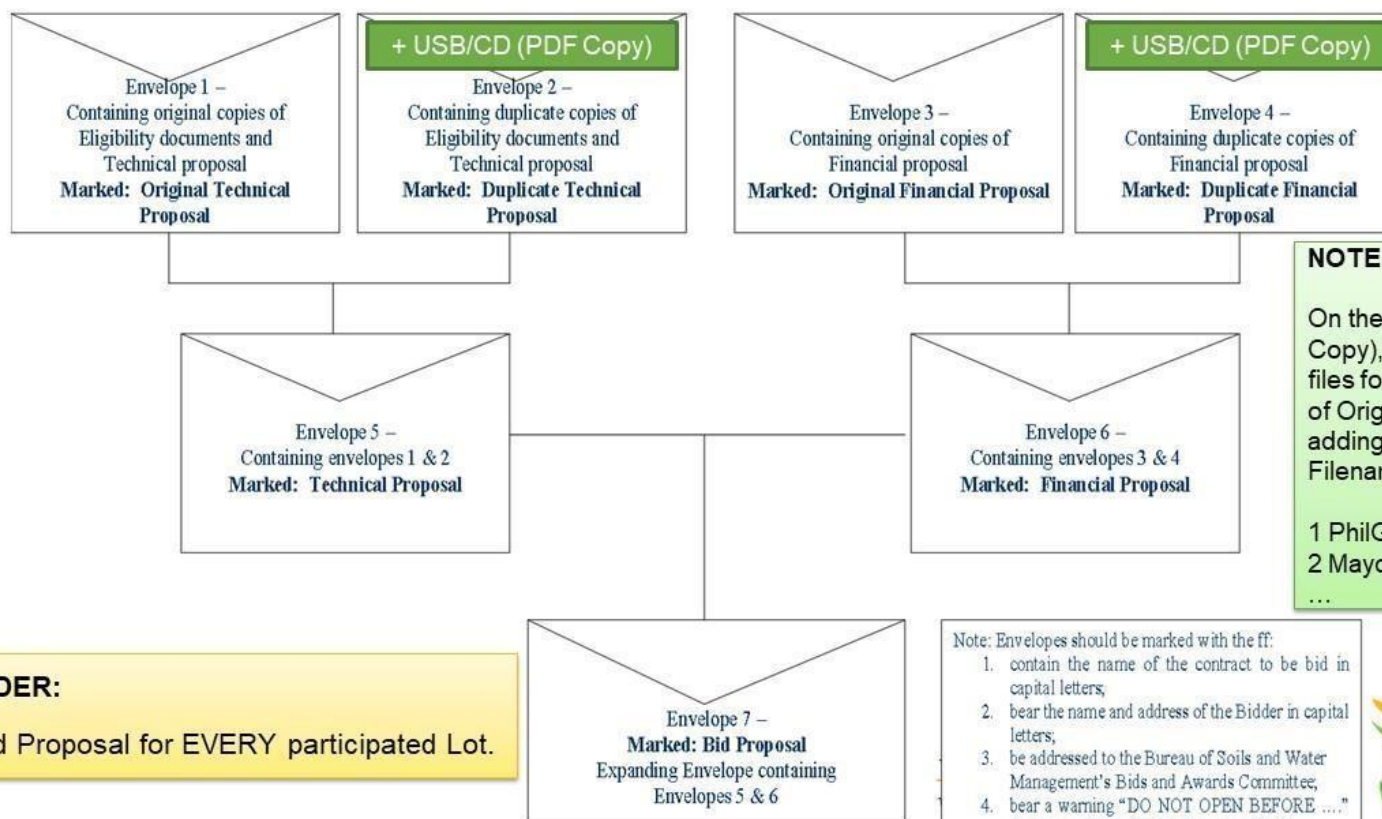 + USB/CD (PDF Copy)
+ USB/CD (PDF Copy)
Envelope 1 –
Containing original copies of
Eligibility documents and
Technical proposal
Marked: Original Technical
Proposal
Envelope 2 –
Containing duplicate copies of
Eligibility documents and
Technical proposal
Marked: Duplicate Technical
Proposal
Envelope 3 –
Containing original copies of
Financial proposal
Marked: Original Financial Proposal
Envelope 4 –
Containing duplicate copies of
Financial proposal
Marked: Duplicate Financial
Proposal
NOTE
On the
Copy),
files fo
of Orig
adding
Filenar
1 PhilG
2 Mayo
...
Envelope 5 –
Containing envelopes 1 & 2
Marked: Technical Proposal
Envelope 6 –
Containing envelopes 3 & 4
Marked: Financial Proposal
DER:
d Proposal for EVERY participated Lot.
Envelope 7 –
Marked: Bid Proposal
Expanding Envelope containing
Envelopes 5 & 6
Note: Envelopes should be marked with the ff:
1. contain the name of the contract to be bid in
capital letters;
2. bear the name and address of the Bidder in capital
letters;
3. be addressed to the Bureau of Soils and Water
Management's Bids and Awards Committee;
4. bear a warning "DO NOT OPEN BEFORE …."